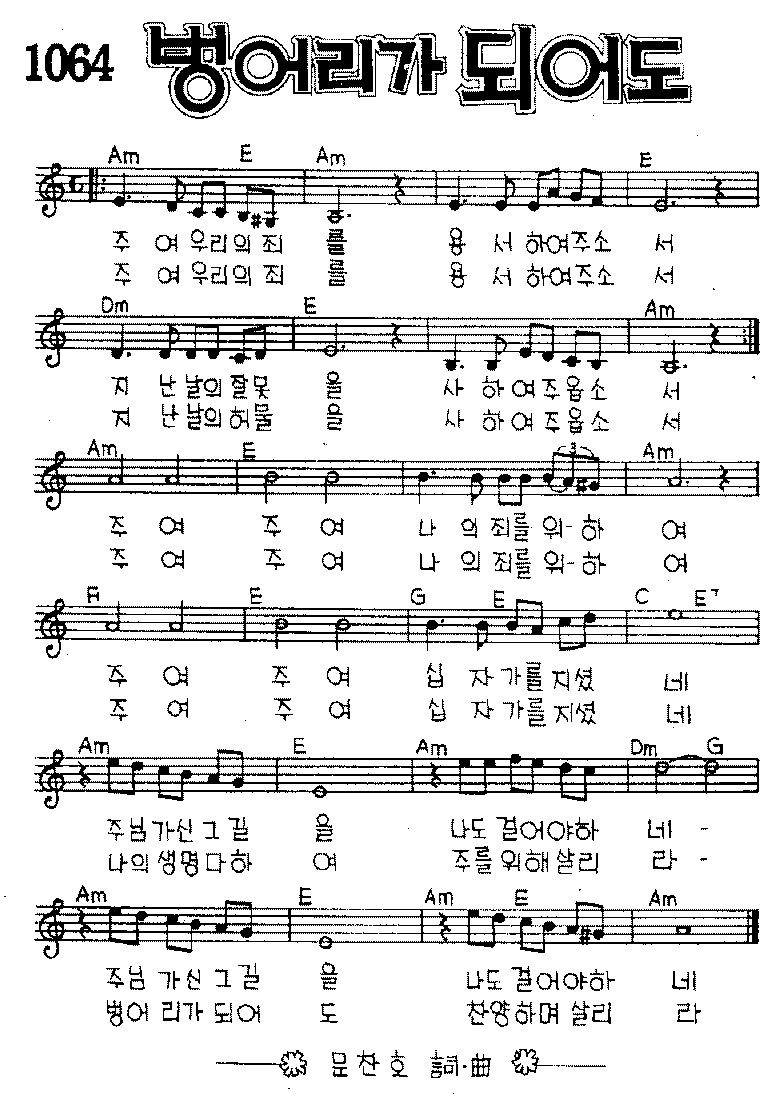 1064 벙어리가 되어도
Am E Am E
주 여 우리의 죄 를 용 서 하여주소 서
주 여 우리의 죄 를 용 서 하여주소 서
Dm E Am
지 난 날의 잘못 을 사 하 여 주 옵 소 서
지 난 날의 허물 을 사 하 여 주 옵 소 서
Am E 3 Am
주 여 주 여 나 의 죄를 위-하 여
주 여 주 여 나 의 죄를 위-하 여
A E G E C E7
주 여 주 여 십 자 가를 지셨 네
주 여 주 여 십 자 가를 지셨 네
Am E Am Dm G
주님 가신 그 길 을 나도 걸어야하 네 -
나의 생명 다하 여 주를 위해 살리 라 -
Am E Am E Am
주님 가신 그 길 을 나도 걸어야하 네
벙어 리가 되어 도 찬양하며 살리 라
문 찬 호 詞·曲